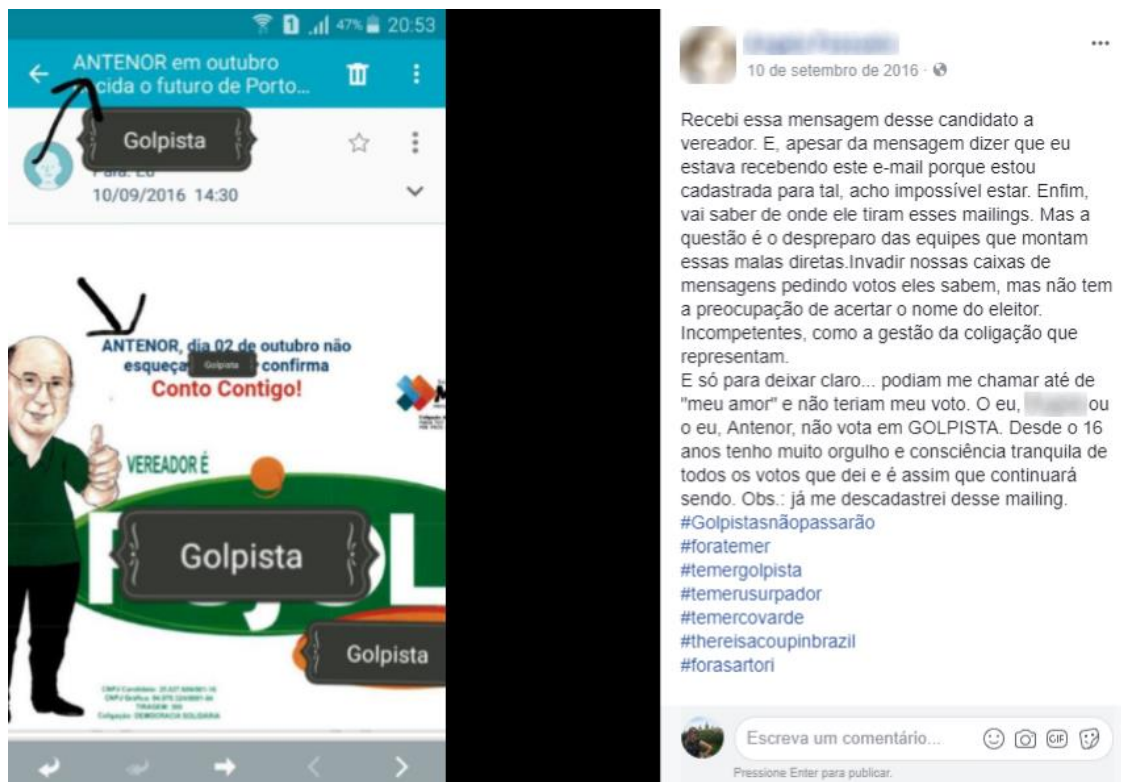 47% 20:53
ANTENOR em outubro
cida o futuro de Porto...
Golpista
Para: Eu
10/09/2016 14:30
ANTENOR, dia 02 de outubro não
esqueça Golpista confirma
Conto Contigo!
VEREADOR É
Golpista
Golpista
Coligação: DEMOCRACIA SOLIDÁRIA
10 de setembro de 2016
Recebi essa mensagem desse candidato a
vereador. E, apesar da mensagem dizer que eu
estava recebendo este e-mail porque estou
cadastrada para tal, acho impossível estar. Enfim,
vai saber de onde ele tiram esses mailings. Mas a
questão é o despreparo das equipes que montam
essas malas diretas.Invadir nossas caixas de
mensagens pedindo votos eles sabem, mas não tem
a preocupação de acertar o nome do eleitor.
Incompetentes, como a gestão da coligação que
representam.
E só para deixar claro... podiam me chamar até de
"meu amor" e não teriam meu voto. O eu, ou
o eu, Antenor, não vota em GOLPISTA. Desde o 16
anos tenho muito orgulho e consciência tranquila de
todos os votos que dei e é assim que continuará
sendo. Obs.: já me descadastrei desse mailing.
#Golpistasnãopassarão
#foratemer
#temergolpista
#temerusurpador
#temercovarde
#thereisacoupinbrazil
#forasartori
Escreva um comentário...
GIF
Pressione Enter para publicar.